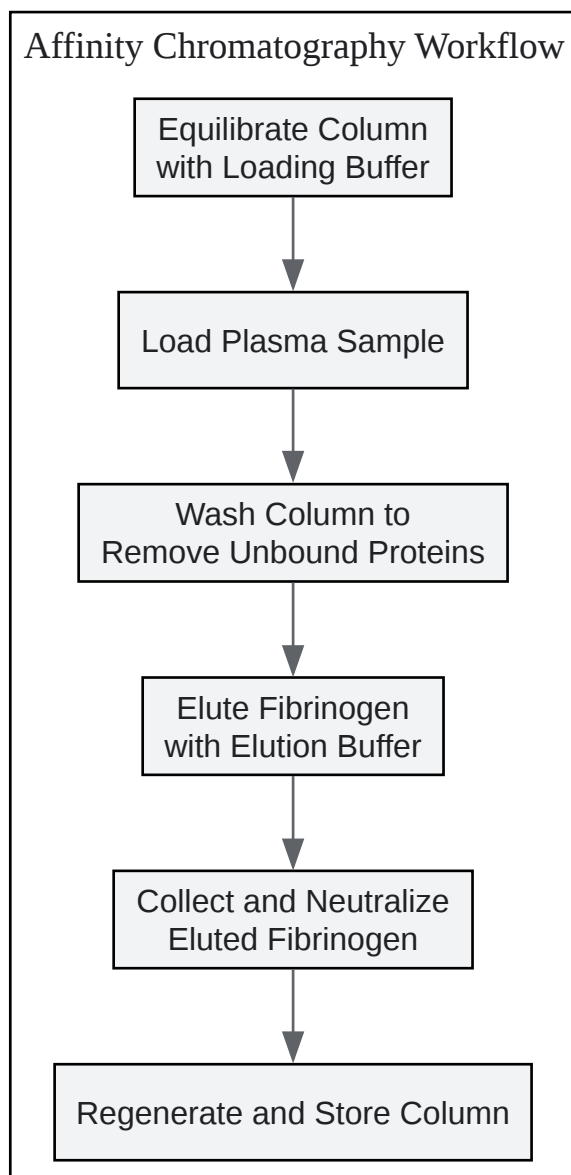 Affinity Chromatography Workflow
Equilibrate Column
with Loading Buffer
Load Plasma Sample
Wash Column to
Remove Unbound Proteins
Elute Fibrinogen
with Elution Buffer
Collect and Neutralize
Eluted Fibrinogen
Regenerate and Store Column